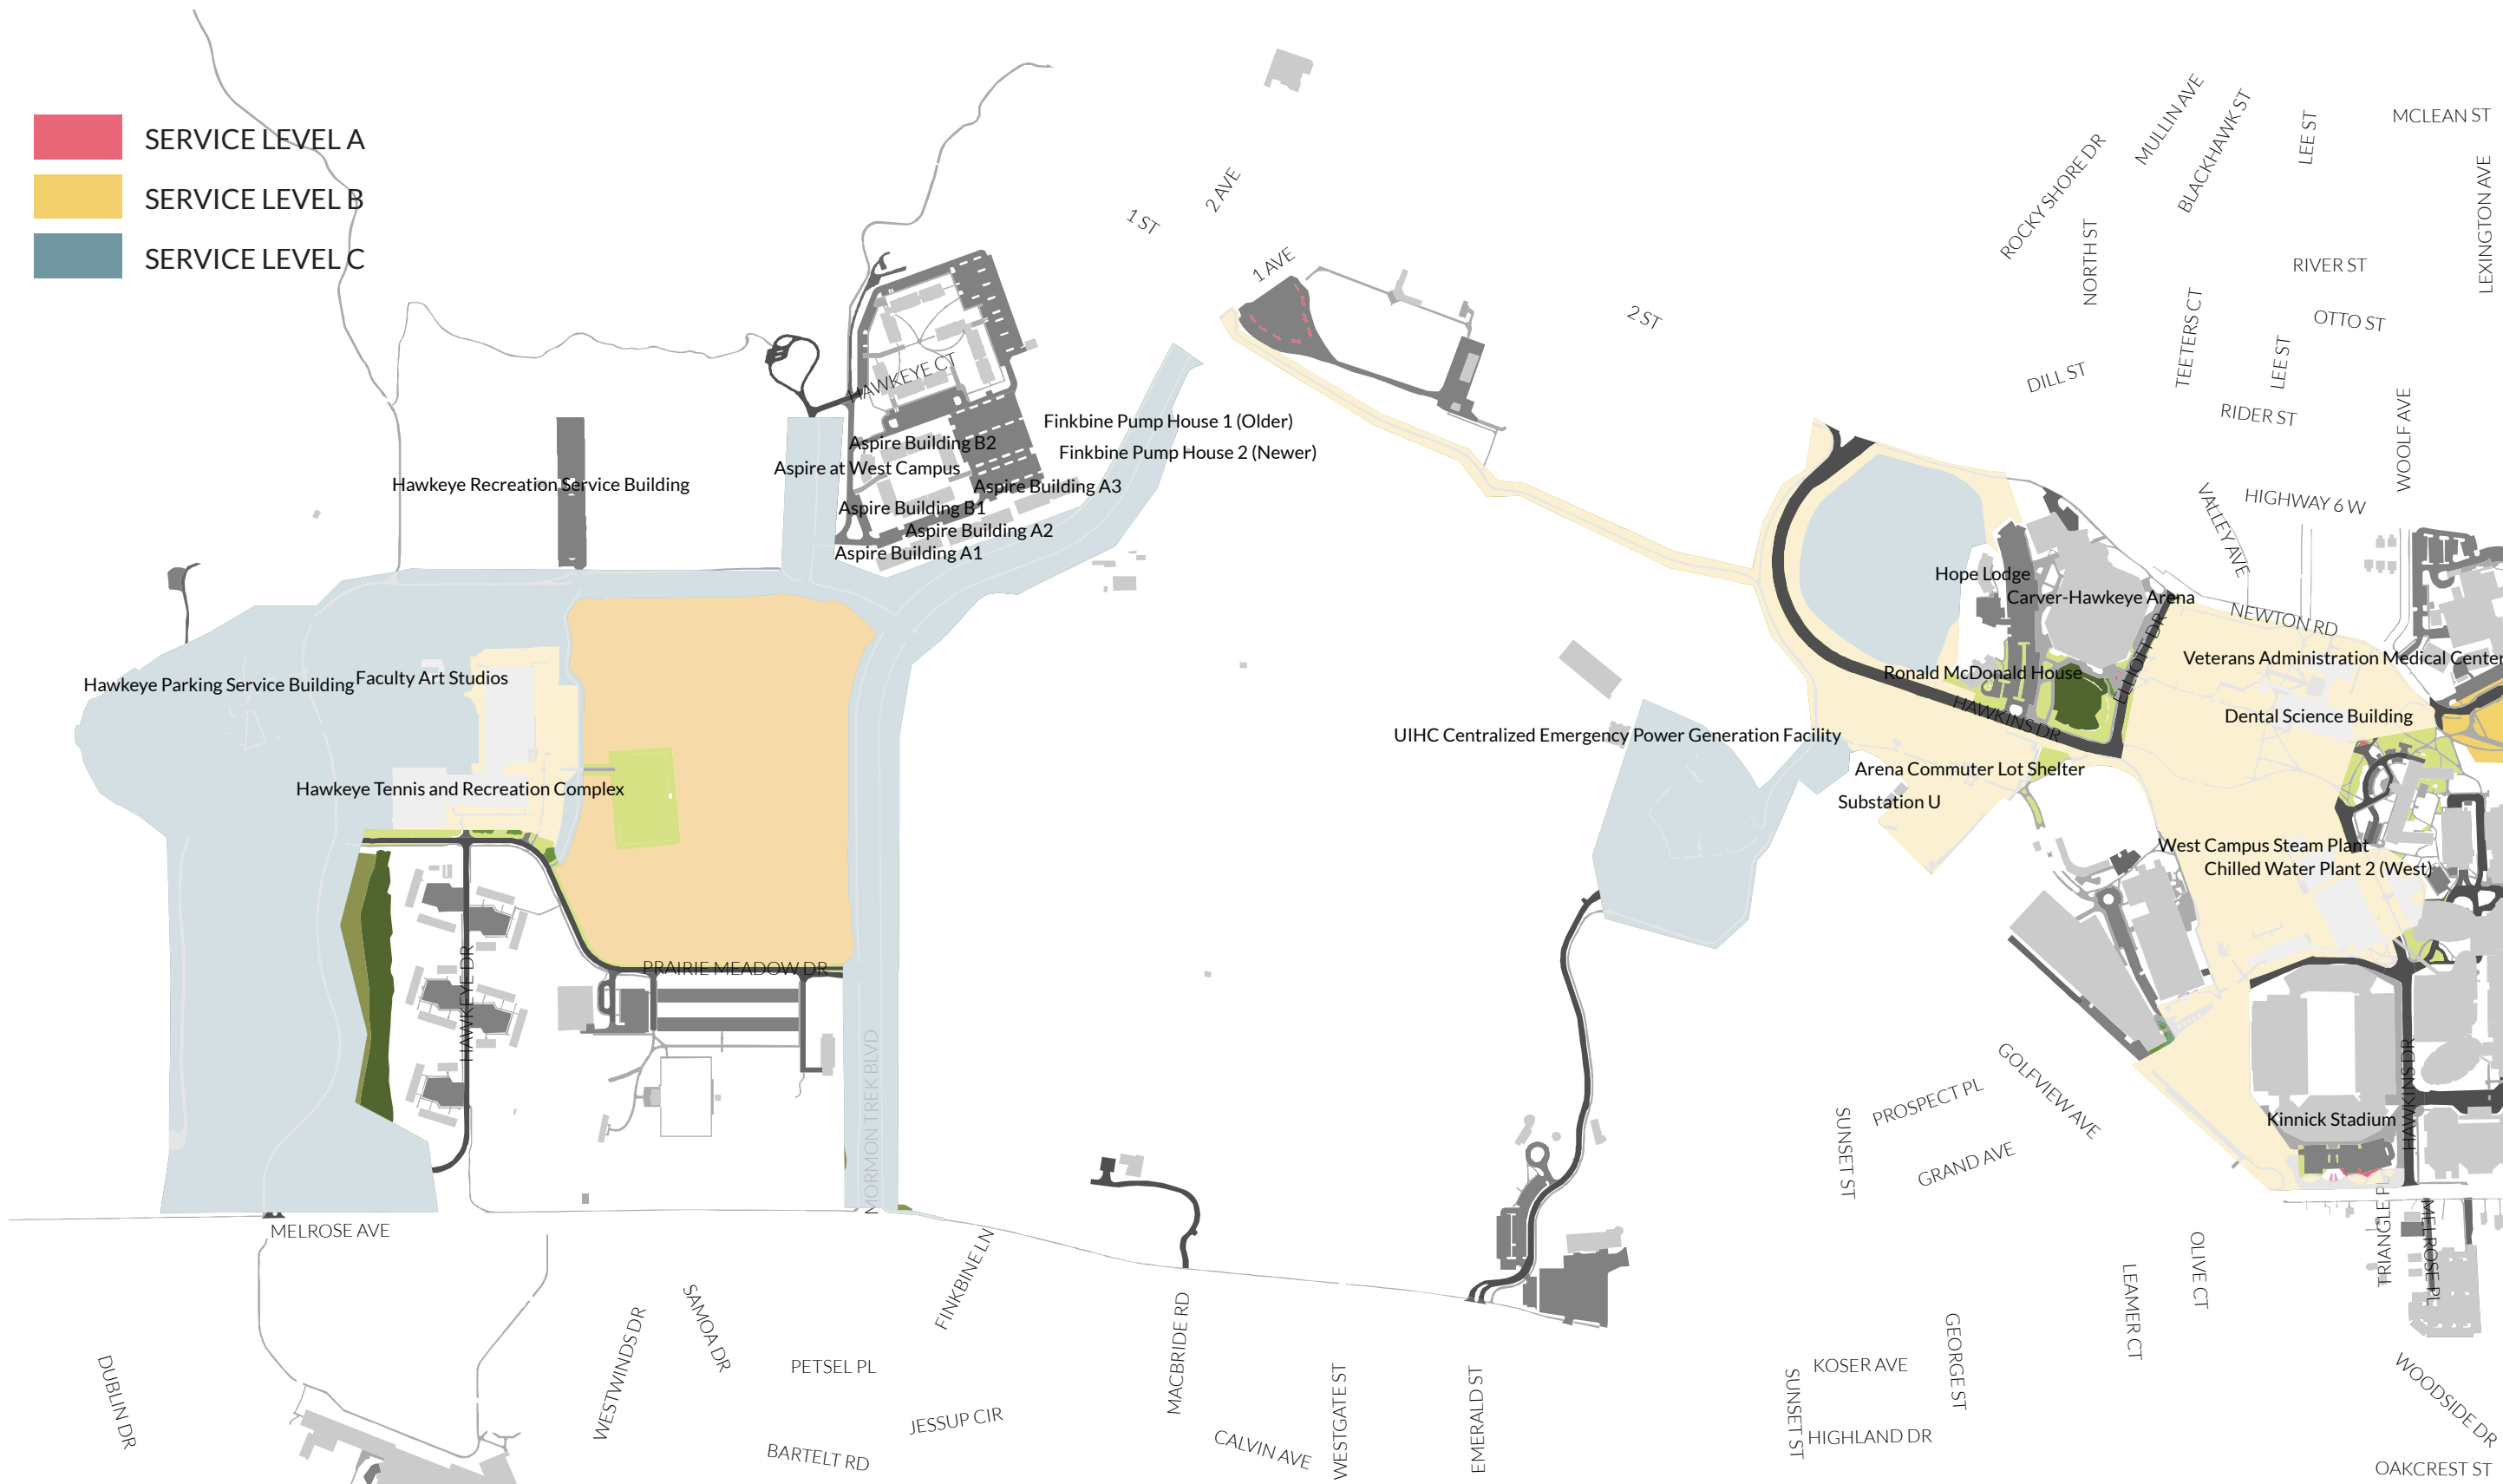 SERVICE LEVEL A
SERVICE LEVEL B
SERVICE LEVEL C
1 ST
2 AVE
1 AVE
2 ST
ROCKY SHORE DR
MULLIN AVE
BLACKHAWK ST
LEE ST
MCLEAN ST
LEXINGTON AVE
NORTH ST
RIVER ST
OTTO ST
TEETERS CT
LEE ST
DILL ST
RIDER ST
WOOLF AVE
HIGHWAY 6 W
VALLEY AVE
NEWTON RD
HAWKEYE CT
Finkbine Pump House 1 (Older)
Finkbine Pump House 2 (Newer)
Aspire Building B2
Aspire at West Campus
Aspire Building A3
Aspire Building B1
Aspire Building A2
Aspire Building A1
Hawkeye Recreation Service Building
Hawkeye Parking Service Building
Faculty Art Studios
Hawkeye Tennis and Recreation Complex
Hope Lodge
Carver-Hawkeye Arena
ELLIOTT DR
Ronald McDonald House
HAWKINS DR
Veterans Administration Medical Center
Dental Science Building
UIHC Centralized Emergency Power Generation Facility
Arena Commuter Lot Shelter
Substation U
West Campus Steam Plant
Chilled Water Plant 2 (West)
HAWKEYE DR
PRAIRIE MEADOW DR
MORMON TREK BLVD
MELROSE AVE
GOLFVIEW AVE
PROSPECT PL
SUNSET ST
GRAND AVE
Kinnick Stadium
HAWKINS DR
TRIANGLE PL
MELROSE PL
OLIVE CT
LEAMER CT
DUBLIN DR
WESTWINDS DR
SAMOA DR
FINKBINE LN
PETSEL PL
JESSUP CIR
BARTELT RD
MACBRIDE RD
CALVIN AVE
WESTGATE ST
EMERALD ST
SUNSET ST
KOSER AVE
GEORGE ST
HIGHLAND DR
WOODSIDE DR
OAKCREST ST